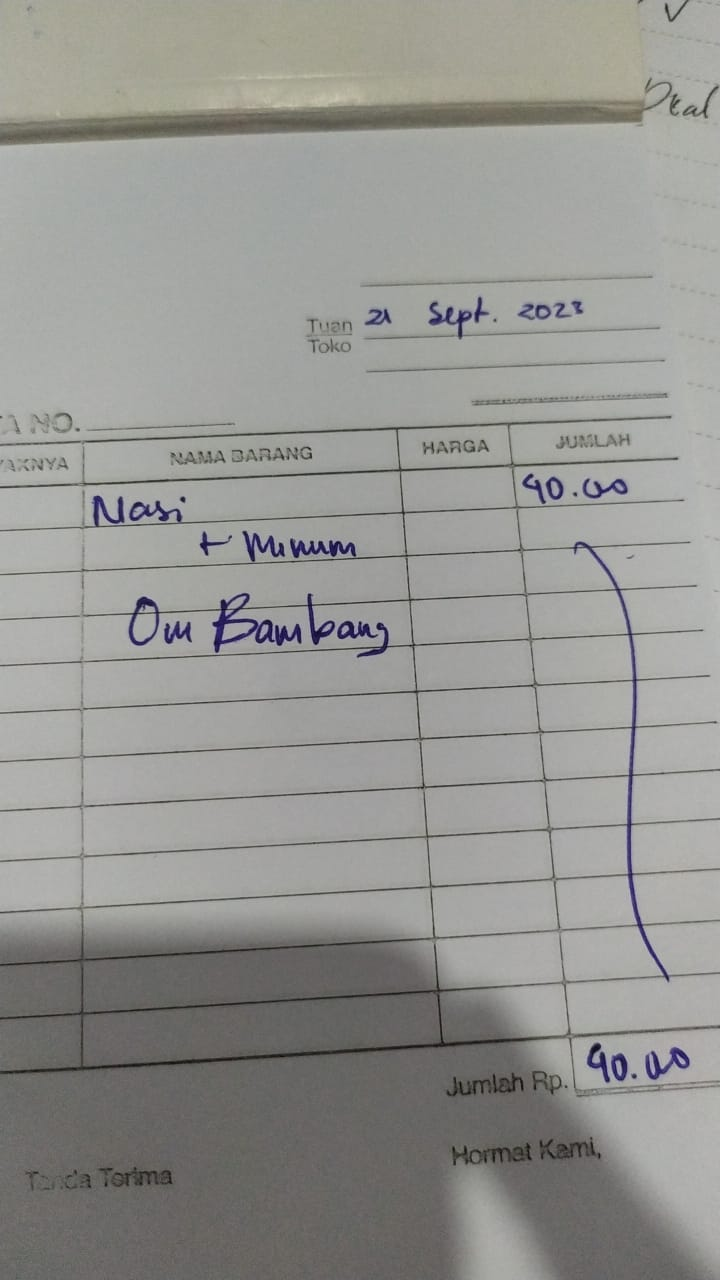 Deal
Tuan 21 Sept. 2023
Toko
A NO.
YAKNYA NAMA BARANG HARGA JUMLAH
Nasi 90.00
+ Minum
Om Bambang
Jumlah Rp. 90.00
Tanda Terima Hormat Kami,